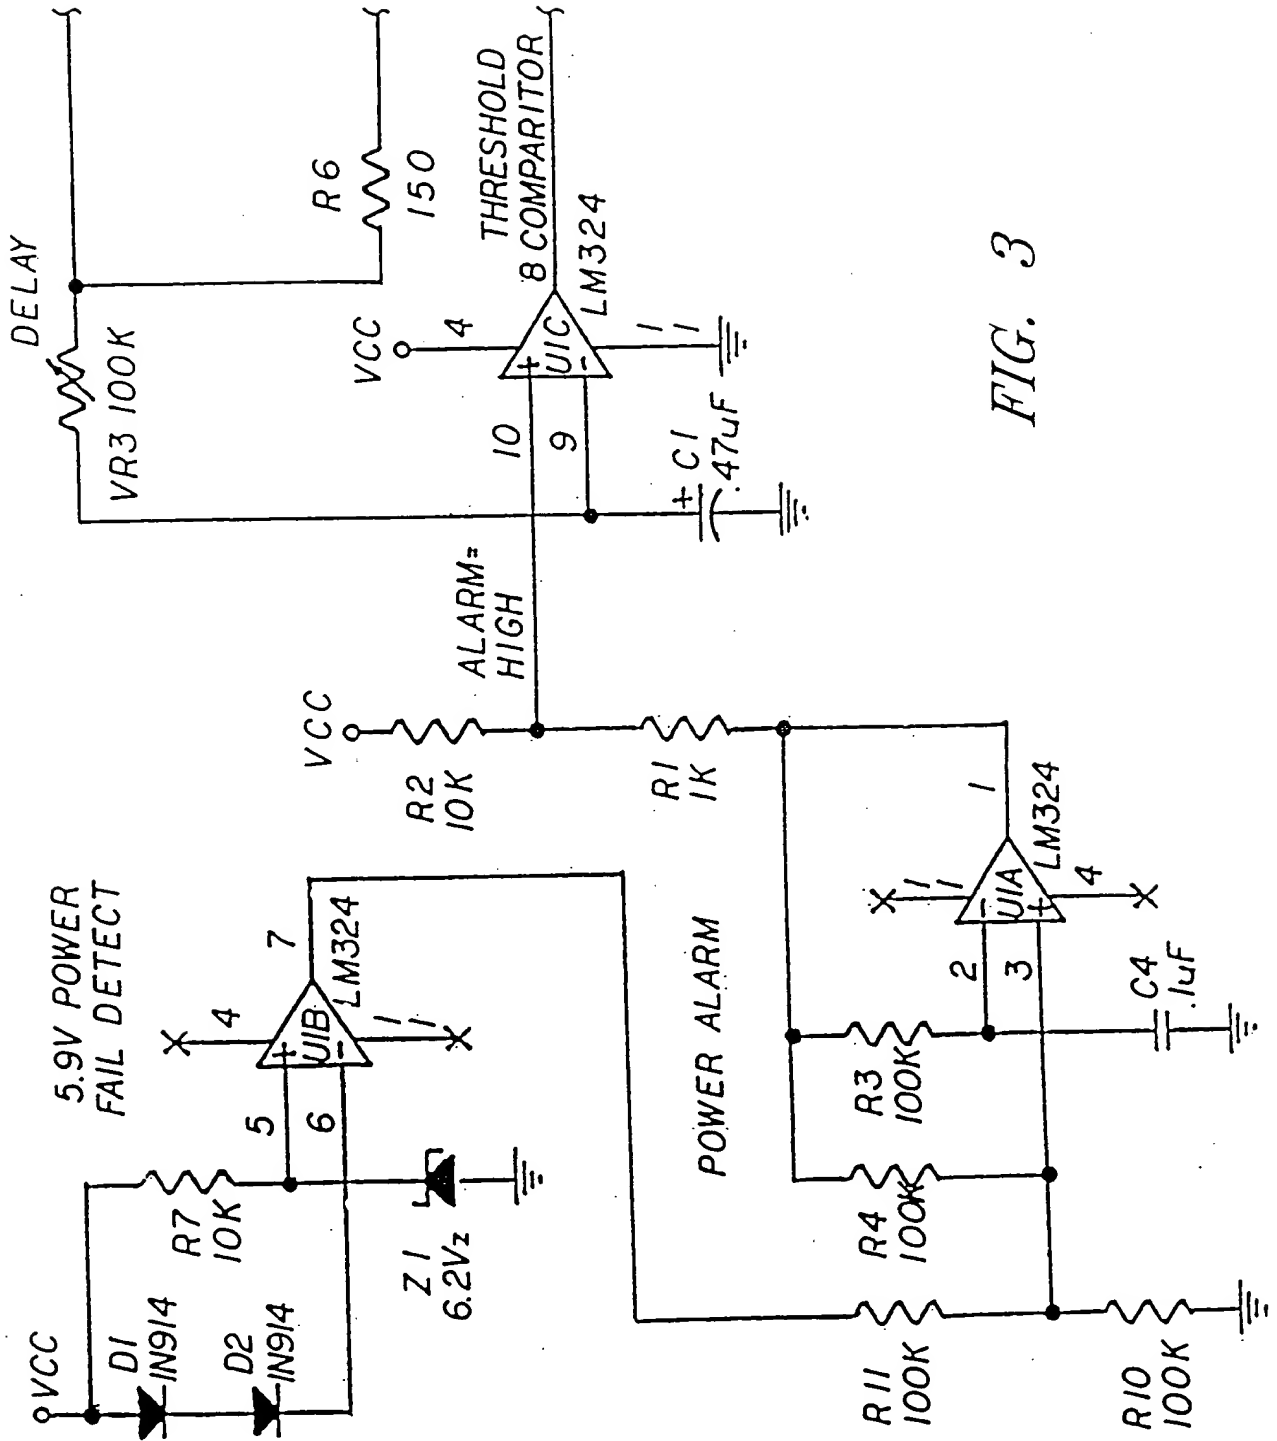 DELAY
VR3 100K
R6
150
VCC
4
THRESHOLD
8 COMPARITOR
10
9
+
U1C
-
LM324
11
+
C1
.47uF
ALARM=
HIGH
VCC
R2
10K
R1
1K
5.9V POWER
FAIL DETECT
VCC
D1
IN914
D2
IN914
R7
10K
5
6
4
7
+
U1B
-
LM324
11
Z1
6.2Vz
POWER ALARM
R3
100K
R4
100K
R11
100K
R10
100K
2
3
11
-
U1A
+
1
LM324
4
C4
.1uF
FIG. 3